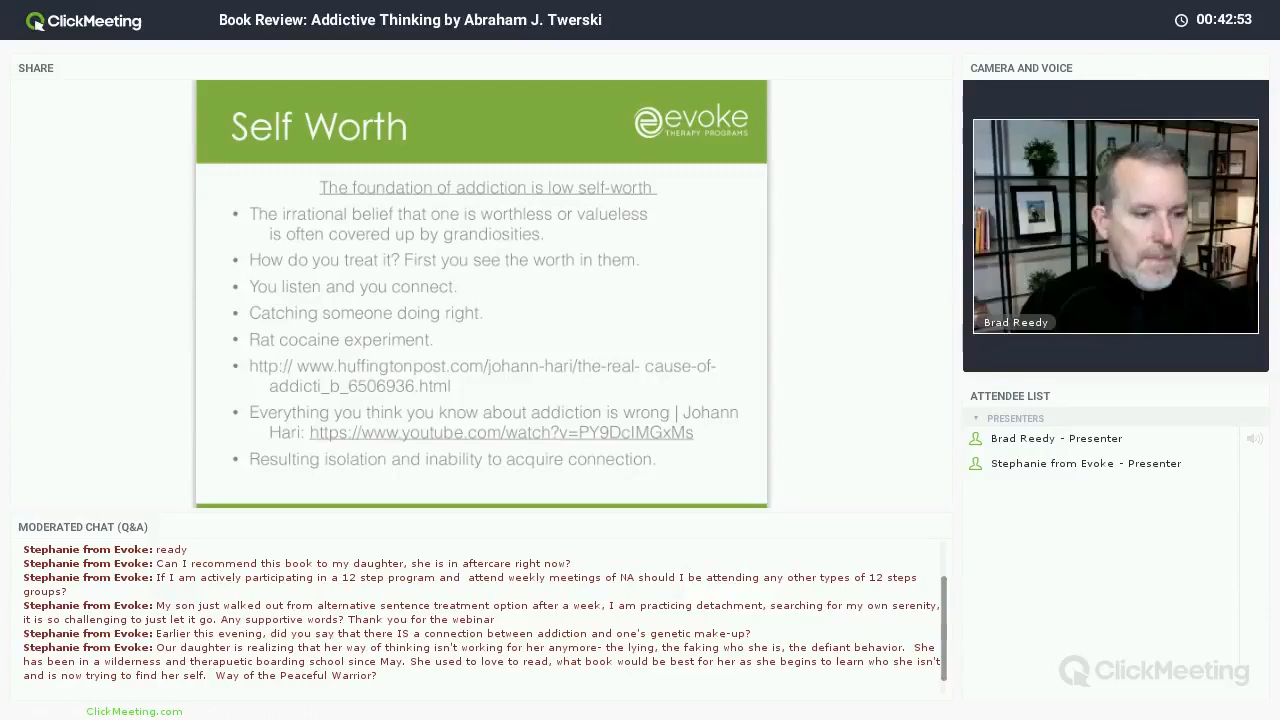 ClickMeeting
Book Review: Addictive Thinking by Abraham J. Twerski
00:42:53
SHARE
Self Worth
evoke
THERAPY PROGRAMS
The foundation of addiction is low self-worth
• The irrational belief that one is worthless or valueless
is often covered up by grandiosities.
• How do you treat it? First you see the worth in them.
• You listen and you connect.
• Catching someone doing right.
• Rat cocaine experiment.
• http:// www.huffingtonpost.com/johann-hari/the-real- cause-of-
addicti_b_6506936.html
• Everything you think you know about addiction is wrong | Johann
Hari: https://www.youtube.com/watch?v=PY9DcIMGxMs
• Resulting isolation and inability to acquire connection.
CAMERA AND VOICE
Brad Reedy
ATTENDEE LIST
PRESENTERS
Brad Reedy - Presenter
Stephanie from Evoke - Presenter
MODERATED CHAT (Q&A)
Stephanie from Evoke: ready
Stephanie from Evoke: Can I recommend this book to my daughter, she is in aftercare right now?
Stephanie from Evoke: If I am actively participating in a 12 step program and attend weekly meetings of NA should I be attending any other types of 12 steps
groups?
Stephanie from Evoke: My son just walked out from alternative sentence treatment option after a week, I am practicing detachment, searching for my own serenity,
it is so challenging to just let it go. Any supportive words? Thank you for the webinar
Stephanie from Evoke: Earlier this evening, did you say that there IS a connection between addiction and one's genetic make-up?
Stephanie from Evoke: Our daughter is realizing that her way of thinking isn't working for her anymore- the lying, the faking who she is, the defiant behavior. She
has been in a wilderness and therapuetic boarding school since May. She used to love to read, what book would be best for her as she begins to learn who she isn't
and is now trying to find her self. Way of the Peaceful Warrior?
ClickMeeting
ClickMeeting.com